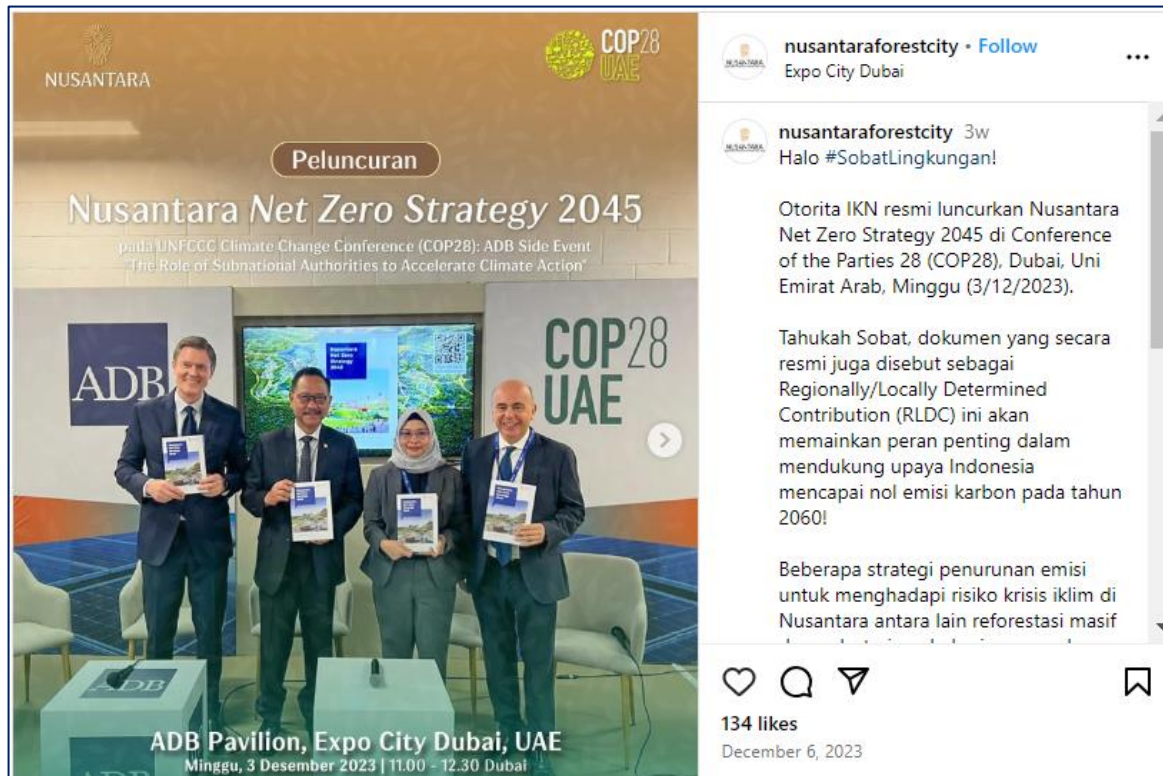 NUSANTARA
COP28
UAE
Peluncuran
Nusantara Net Zero Strategy 2045
pada UNFCCC Climate Change Conference (COP28): ADB Side Event
"The Role of Subnational Authorities to Accelerate Climate Action"
ADB
Nusantara
Net Zero
Strategy
2045
COP28
UAE
ADB
ADB Pavilion, Expo City Dubai, UAE
Minggu, 3 Desember 2023 | 11.00 - 12.30 Dubai
nusantaraforestcity • Follow
Expo City Dubai
nusantaraforestcity 3w
Halo #SobatLingkungan!
Otorita IKN resmi luncurkan Nusantara
Net Zero Strategy 2045 di Conference
of the Parties 28 (COP28), Dubai, Uni
Emirat Arab, Minggu (3/12/2023).
Tahukah Sobat, dokumen yang secara
resmi juga disebut sebagai
Regionally/Locally Determined
Contribution (RLDC) ini akan
memainkan peran penting dalam
mendukung upaya Indonesia
mencapai nol emisi karbon pada tahun
2060!
Beberapa strategi penurunan emisi
untuk menghadapi risiko krisis iklim di
Nusantara antara lain reforestasi masif
134 likes
December 6, 2023